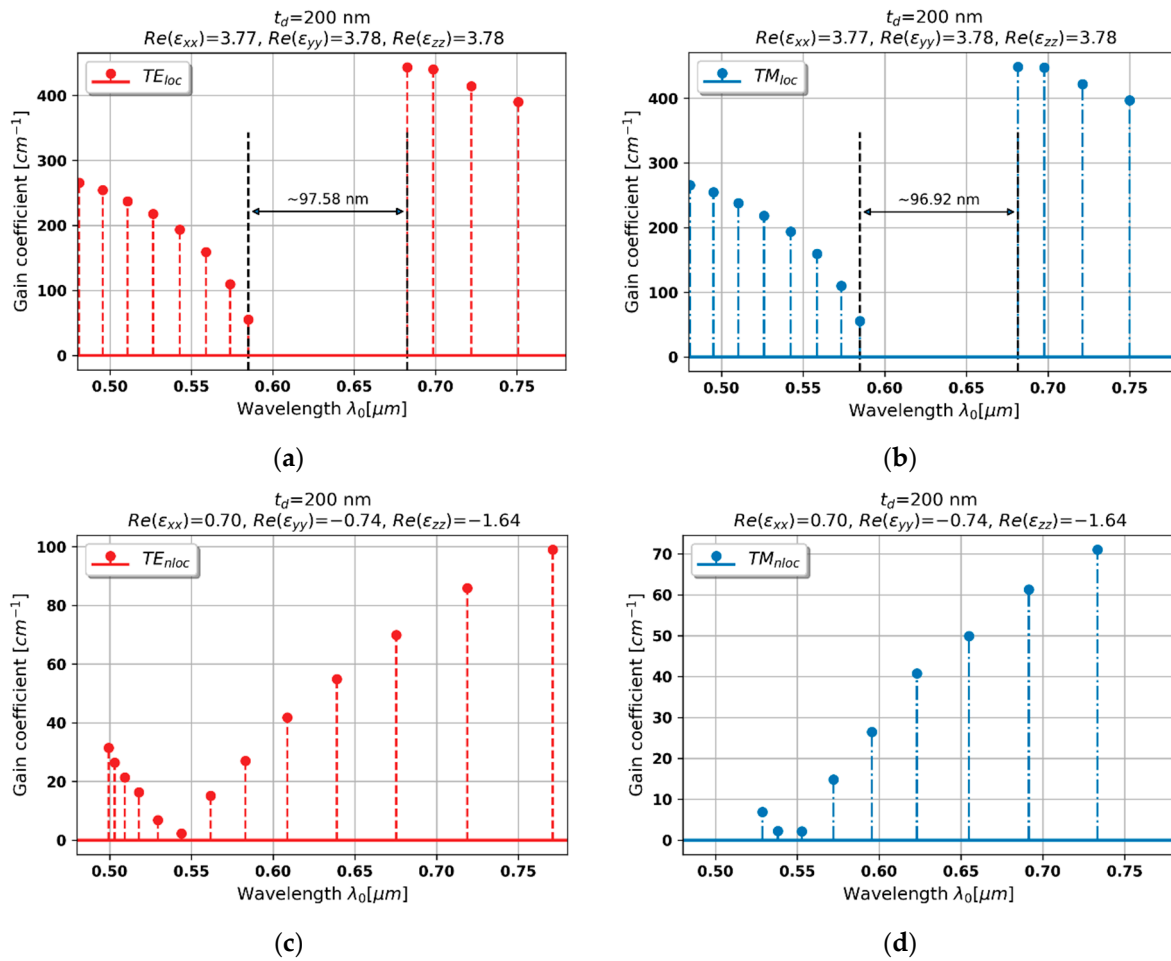 t_d=200 nm
Re(ε_xx)=3.77, Re(ε_yy)=3.78, Re(ε_zz)=3.78
TE_loc
Gain coefficient [cm⁻¹]
400
300
200
100
0
~97.58 nm
0.50 0.55 0.60 0.65 0.70 0.75
Wavelength λ₀[μm]
(a)
t_d=200 nm
Re(ε_xx)=3.77, Re(ε_yy)=3.78, Re(ε_zz)=3.78
TM_loc
Gain coefficient [cm⁻¹]
400
300
200
100
0
~96.92 nm
0.50 0.55 0.60 0.65 0.70 0.75
Wavelength λ₀[μm]
(b)
t_d=200 nm
Re(ε_xx)=0.70, Re(ε_yy)=−0.74, Re(ε_zz)=−1.64
TE_nloc
Gain coefficient [cm⁻¹]
100
80
60
40
20
0
0.50 0.55 0.60 0.65 0.70 0.75
Wavelength λ₀[μm]
(c)
t_d=200 nm
Re(ε_xx)=0.70, Re(ε_yy)=−0.74, Re(ε_zz)=−1.64
TM_nloc
Gain coefficient [cm⁻¹]
70
60
50
40
30
20
10
0
0.50 0.55 0.60 0.65 0.70 0.75
Wavelength λ₀[μm]
(d)